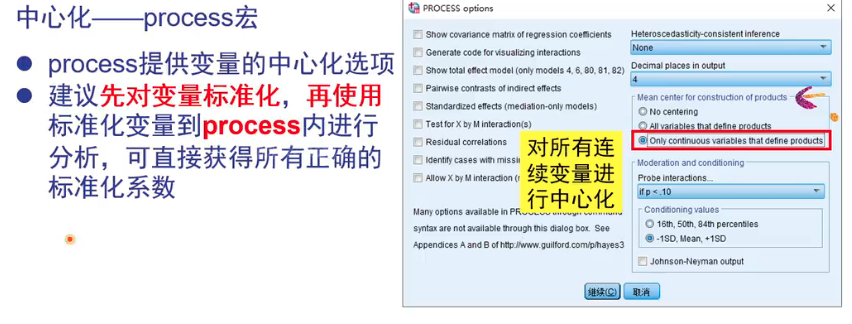 中心化——process宏
● process提供变量的中心化选项
● 建议先对变量标准化，再使用
标准化变量到process内进行
分析，可直接获得所有正确的
标准化系数
PROCESS options
Show covariance matrix of regression coefficients
Generate code for visualizing interactions
Show total effect model (only models 4, 6, 80, 81, 82)
Pairwise contrasts of indirect effects
Standardized effects (mediation-only models)
Test for X by M interaction(s)
Residual correlations
Identify cases with missi
Allow X by M interaction (
对所有连
续变量进
行中心化
Many options available in PROCESS through command
syntax are not available through this dialog box. See
Appendices A and B of http://www.guilford.com/p/hayes3
Heteroscedasticity-consistent inference
None
Decimal places in output
4
Mean center for construction of products
No centering
All variables that define products
Only continuous variables that define products
Moderation and conditioning
Probe interactions...
if p < .10
Conditioning values
16th, 50th, 84th percentiles
-1SD, Mean, +1SD
Johnson-Neyman output
继续(C)
取消